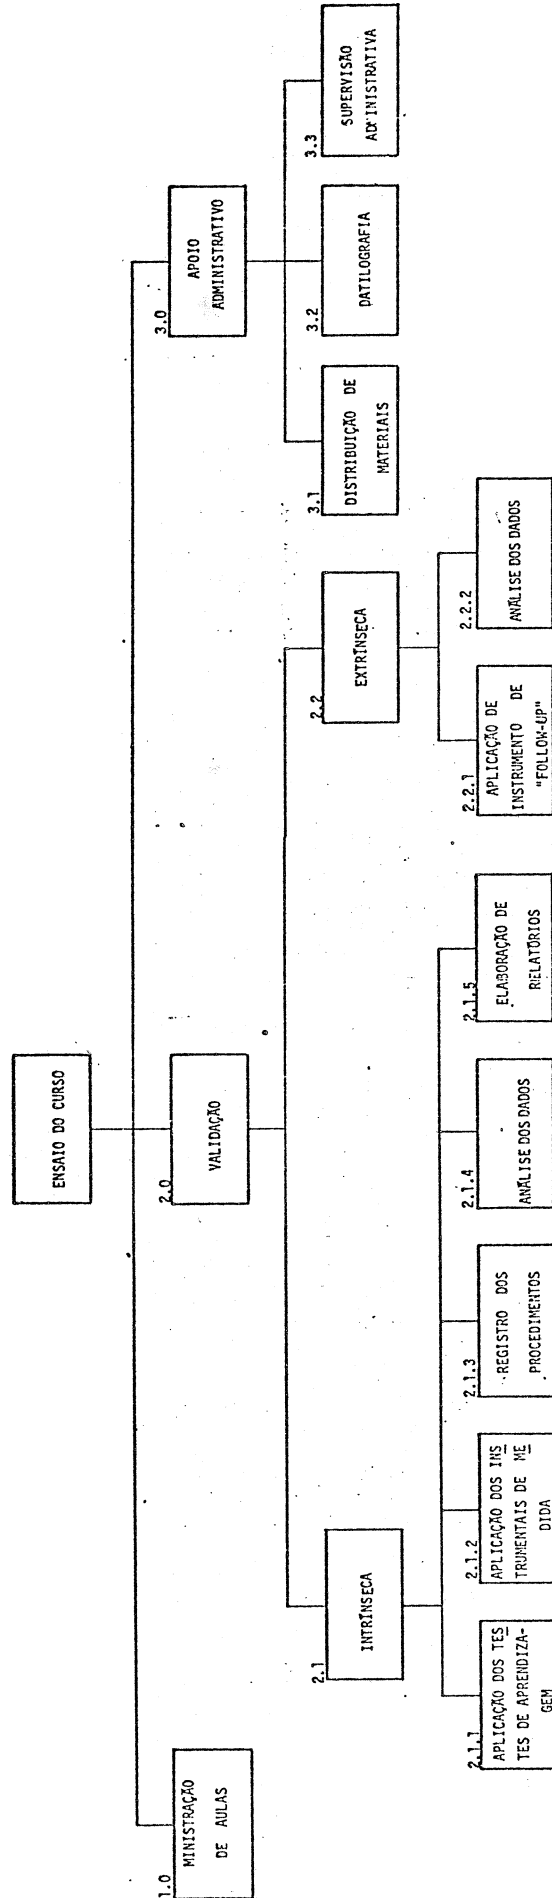 ENSAIO DO CURSO
1.0
MINISTRAÇÃO
DE AULAS
2.0
VALIDAÇÃO
3.0
APOIO
ADMINISTRATIVO
2.1
INTRÍNSECA
2.2
EXTRÍNSECA
3.1
DISTRIBUIÇÃO DE
MATERIAIS
3.2
DATILOGRAFIA
3.3
SUPERVISÃO
ADMINISTRATIVA
2.1.1
APLICAÇÃO DOS TES
TES DE APRENDIZA-
GEM
2.1.2
APLICAÇÃO DOS INS
TRUMENTAIS DE ME
DIDA
2.1.3
REGISTRO DOS
PROCEDIMENTOS
2.1.4
ANÁLISE DOS DADOS
2.1.5
ELABORAÇÃO DE
RELATÓRIOS
2.2.1
APLICAÇÃO DE
INSTRUMENTO DE
"FOLLOW-UP"
2.2.2
ANÁLISE DOS DADOS